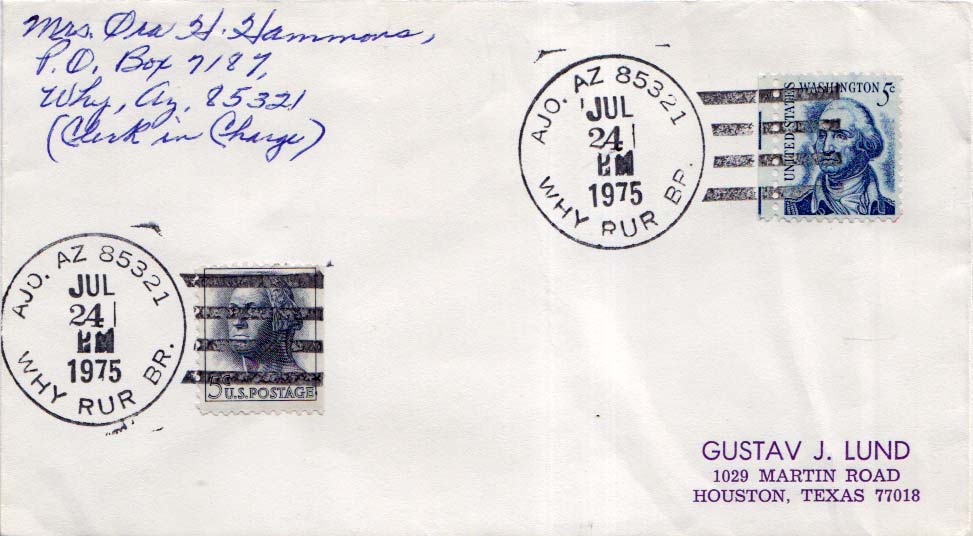 Mrs. Ora H. Hammons,
P.O. Box 7187,
Why, Az. 85321
(Clerk in Charge)
AJO. AZ 85321
JUL
24
PM
1975
WHY RUR BR.
UNITED STATES
WASHINGTON 5c
AJO. AZ 85321
JUL
24
PM
1975
WHY RUR BR.
5 U.S. POSTAGE
GUSTAV J. LUND
1029 MARTIN ROAD
HOUSTON, TEXAS 77018